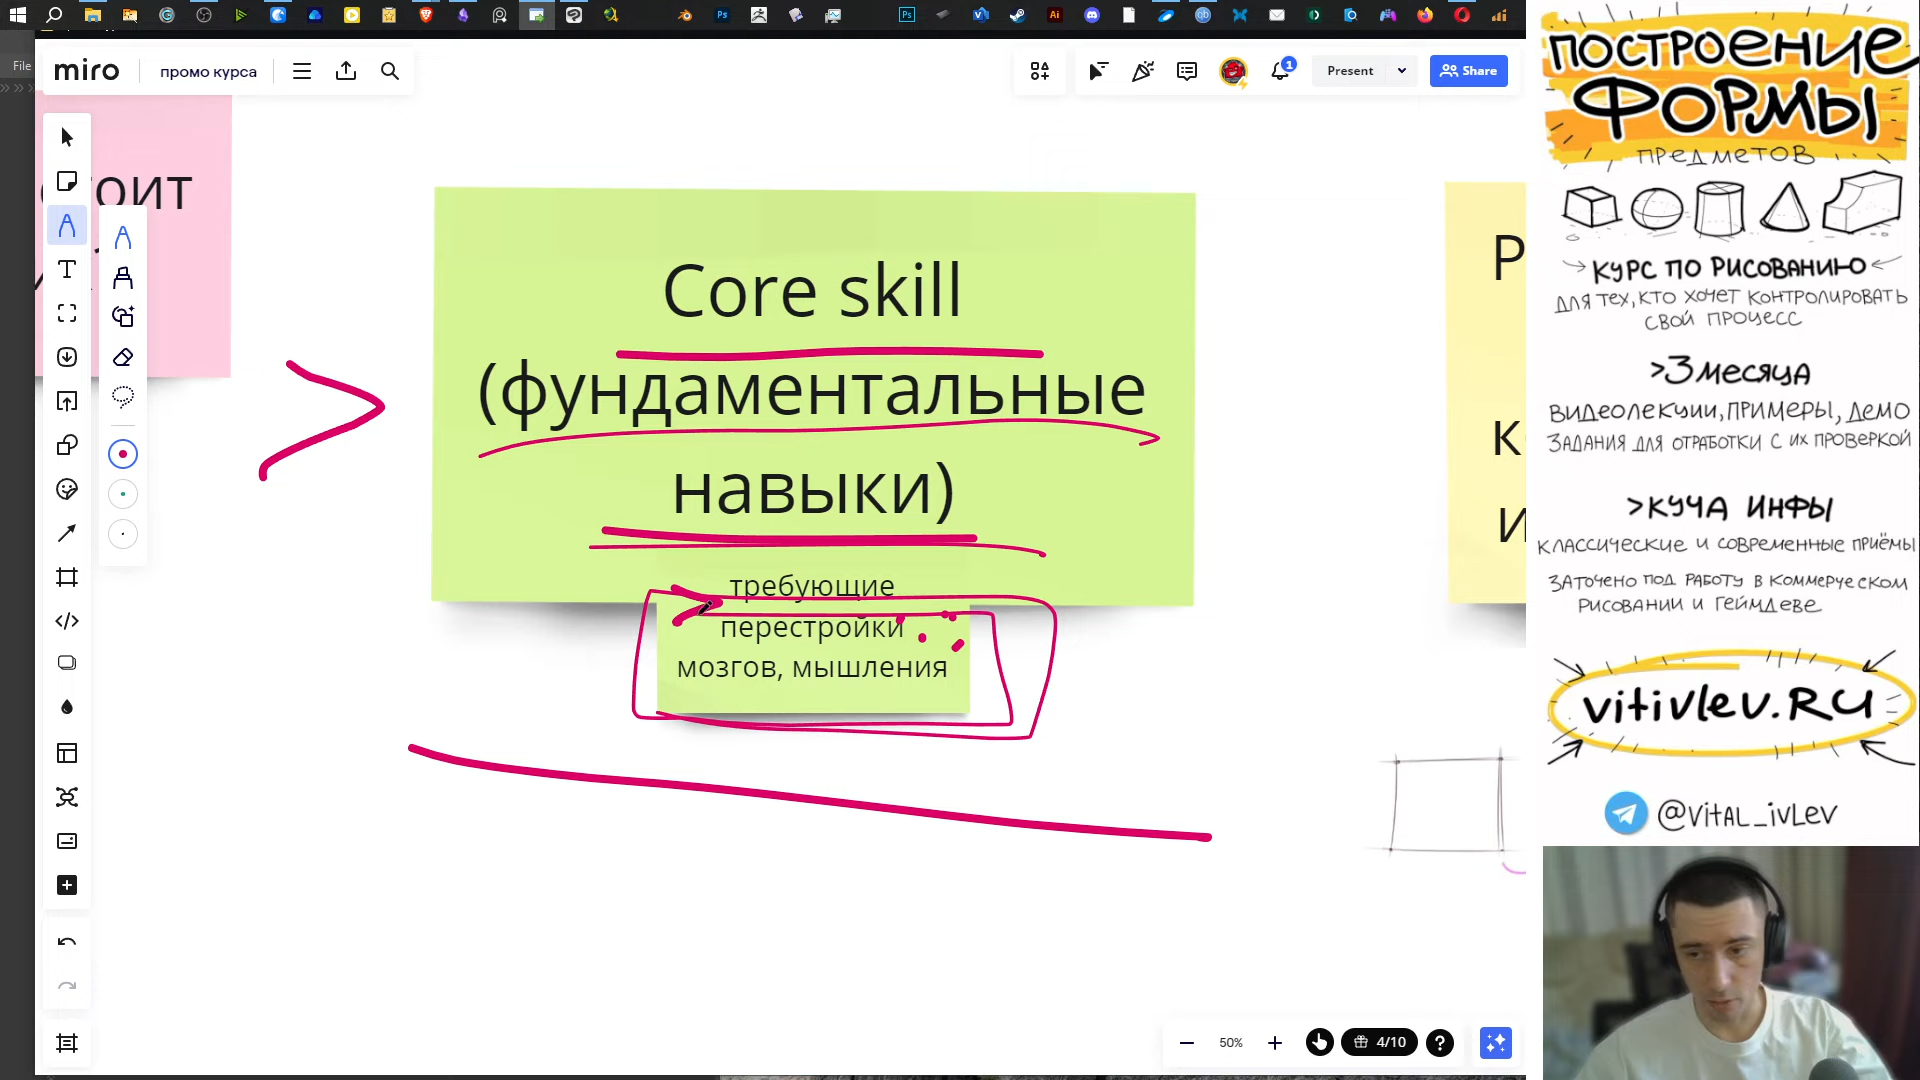 File
miro
промо курса
1
Present
Share
тоит
Core skill
(фундаментальные
навыки)
требующие
перестройки
мозгов, мышления
Р
к
И
50%
4/10
?
ПОСТРОЕНИЕ
ФОРМЫ
ПРЕДМЕТОВ
КУРС ПО РИСОВАНИЮ
ДЛЯ ТЕХ, КТО ХОЧЕТ КОНТРОЛИРОВАТЬ
СВОЙ ПРОЦЕСС
>3 месяца
ВИДЕОЛЕКЦИИ, ПРИМЕРЫ, ДЕМО
ЗАДАНИЯ ДЛЯ ОТРАБОТКИ С ИХ ПРОВЕРКОЙ
>КУЧА ИНФЫ
КЛАССИЧЕСКИЕ И СОВРЕМЕННЫЕ ПРИЁМЫ
ЗАТОЧЕНО ПОД РАБОТУ В КОММЕРЧЕСКОМ
РИСОВАНИИ И ГЕЙМДЕВЕ
vitivlev.RU
@VITAL_IVLEV